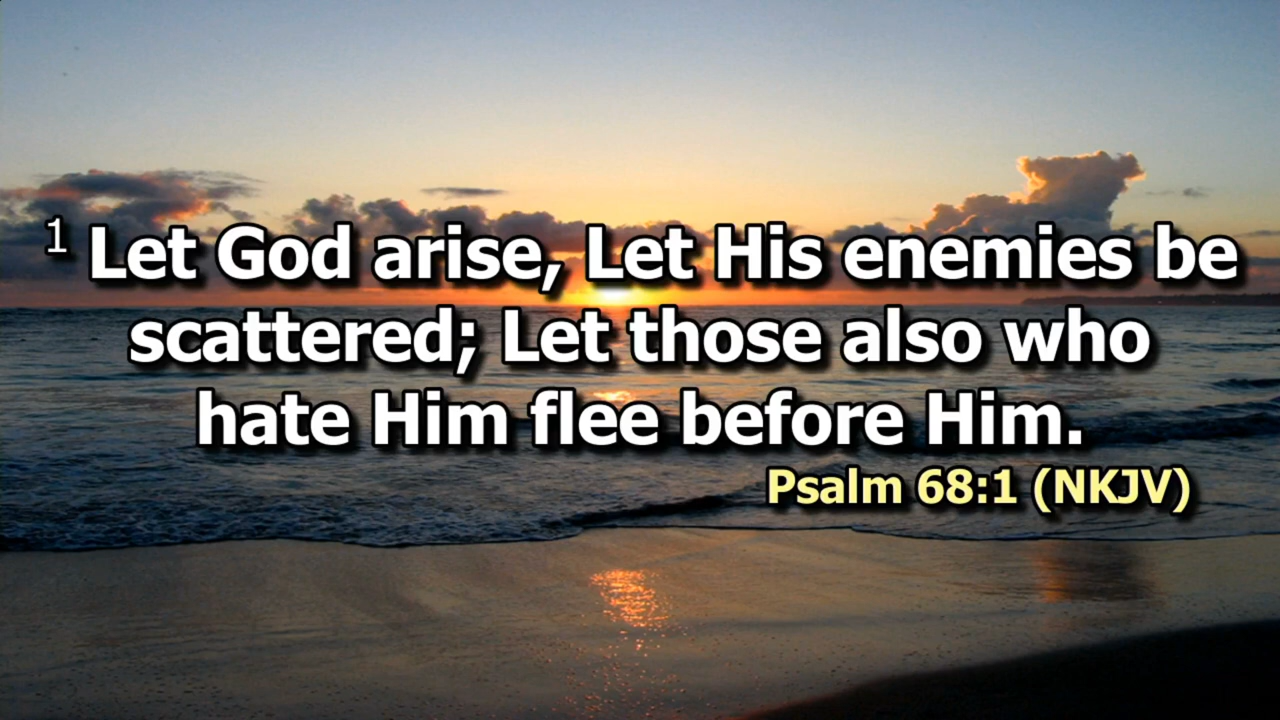 1 Let God arise, Let His enemies be
scattered; Let those also who
hate Him flee before Him.
Psalm 68:1 (NKJV)